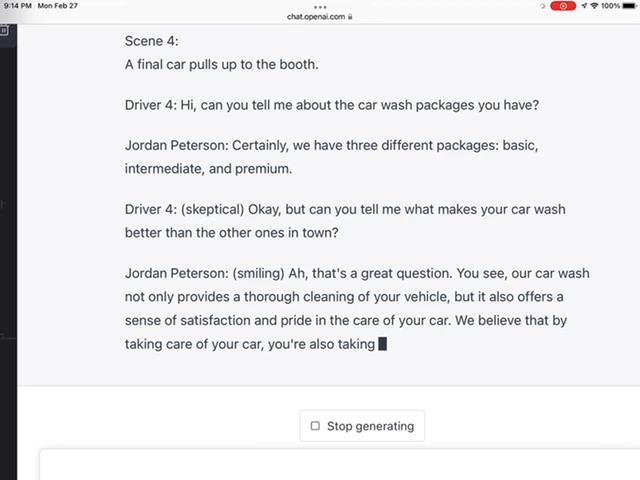 9:14 PM Mon Feb 27
100%
chat.openai.com
Scene 4:
A final car pulls up to the booth.
Driver 4: Hi, can you tell me about the car wash packages you have?
Jordan Peterson: Certainly, we have three different packages: basic,
intermediate, and premium.
Driver 4: (skeptical) Okay, but can you tell me what makes your car wash
better than the other ones in town?
Jordan Peterson: (smiling) Ah, that's a great question. You see, our car wash
not only provides a thorough cleaning of your vehicle, but it also offers a
sense of satisfaction and pride in the care of your car. We believe that by
taking care of your car, you're also taking
Stop generating